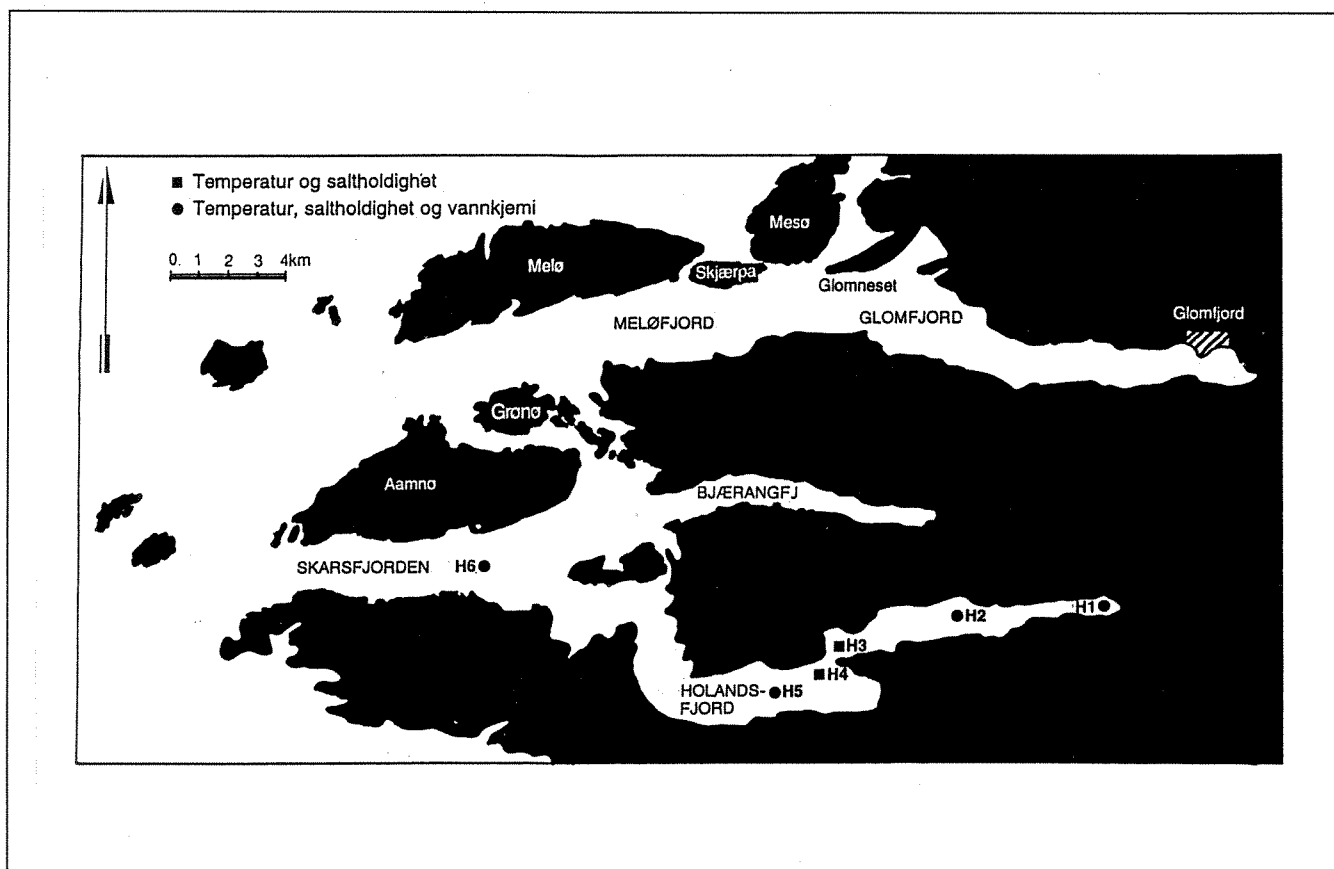 ■ Temperatur og saltholdighet
● Temperatur, saltholdighet og vannkjemi
0. 1 2 3 4km
Mesø
Melø
Skjærpa
Glomneset
Glomfjord
MELØFJORD
GLOMFJORD
Grønø
Aamnø
BJÆRANGFJ
SKARSFJORDEN
H6
H1
H2
H3
H4
H5
HOLANDS-
FJORD